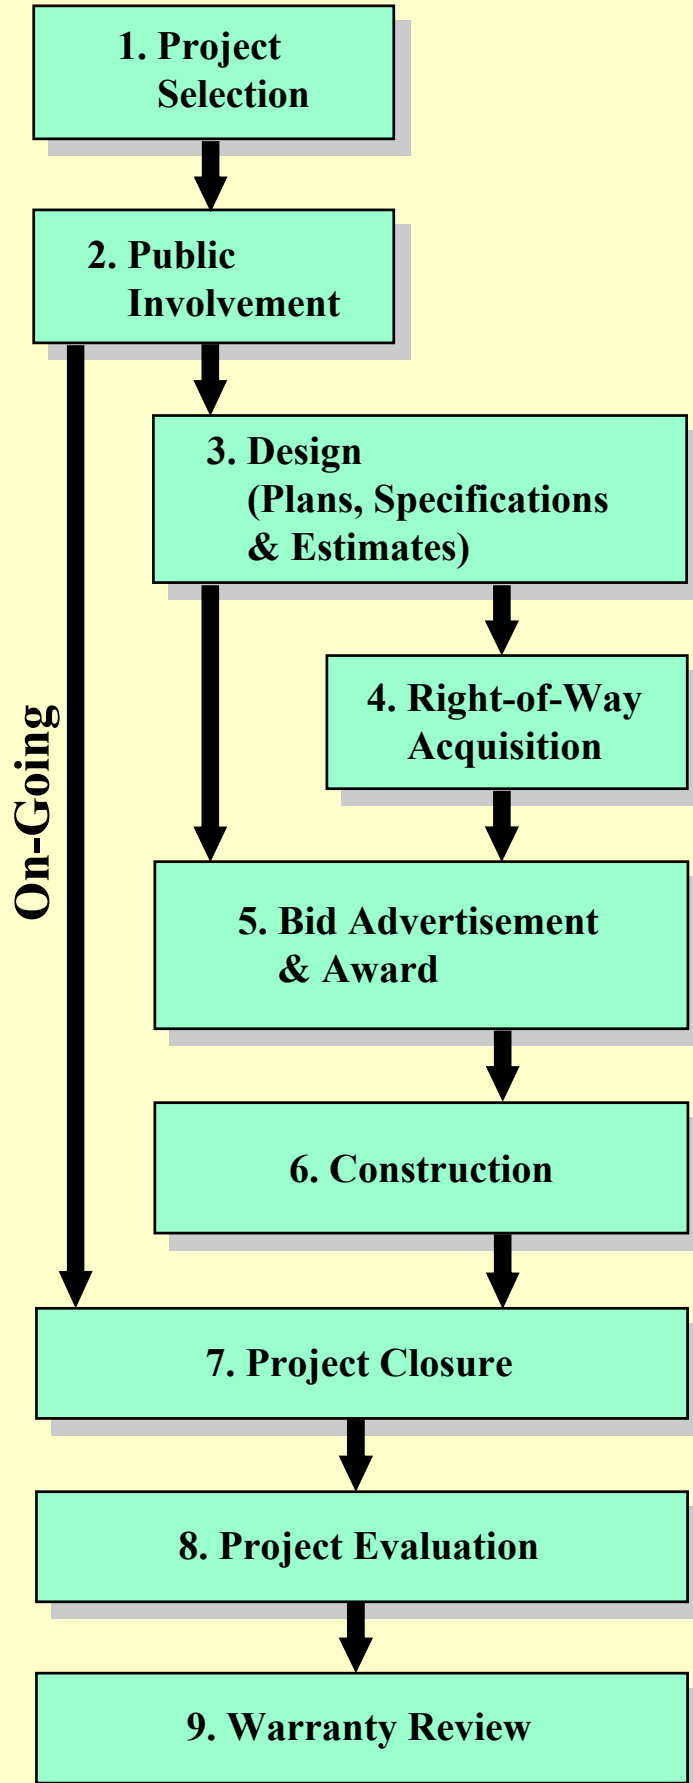 1. Project
Selection
2. Public
Involvement
3. Design
(Plans, Specifications
& Estimates)
4. Right-of-Way
Acquisition
On-Going
5. Bid Advertisement
& Award
6. Construction
7. Project Closure
8. Project Evaluation
9. Warranty Review